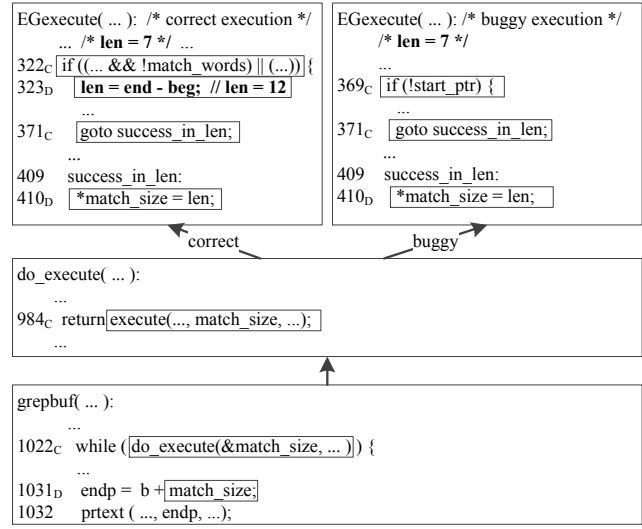 EGexecute( ... ): /* correct execution */
... /* len = 7 */ ...
322C if ((... && !match_words) || (...)) {
323D len = end - beg; // len = 12
...
371C goto success_in_len;
...
409 success_in_len:
410D *match_size = len;
EGexecute( ... ): /* buggy execution */
/* len = 7 */
...
369C if (!start_ptr) {
...
371C goto success_in_len;
...
409 success_in_len:
410D *match_size = len;
correct
buggy
do_execute( ... ):
...
984C return execute(..., match_size, ...);
...
grepbuf( ... ):
...
1022C while ( do_execute(&match_size, ... ) ) {
...
1031D endp = b + match_size;
1032 prtext ( ..., endp, ...);